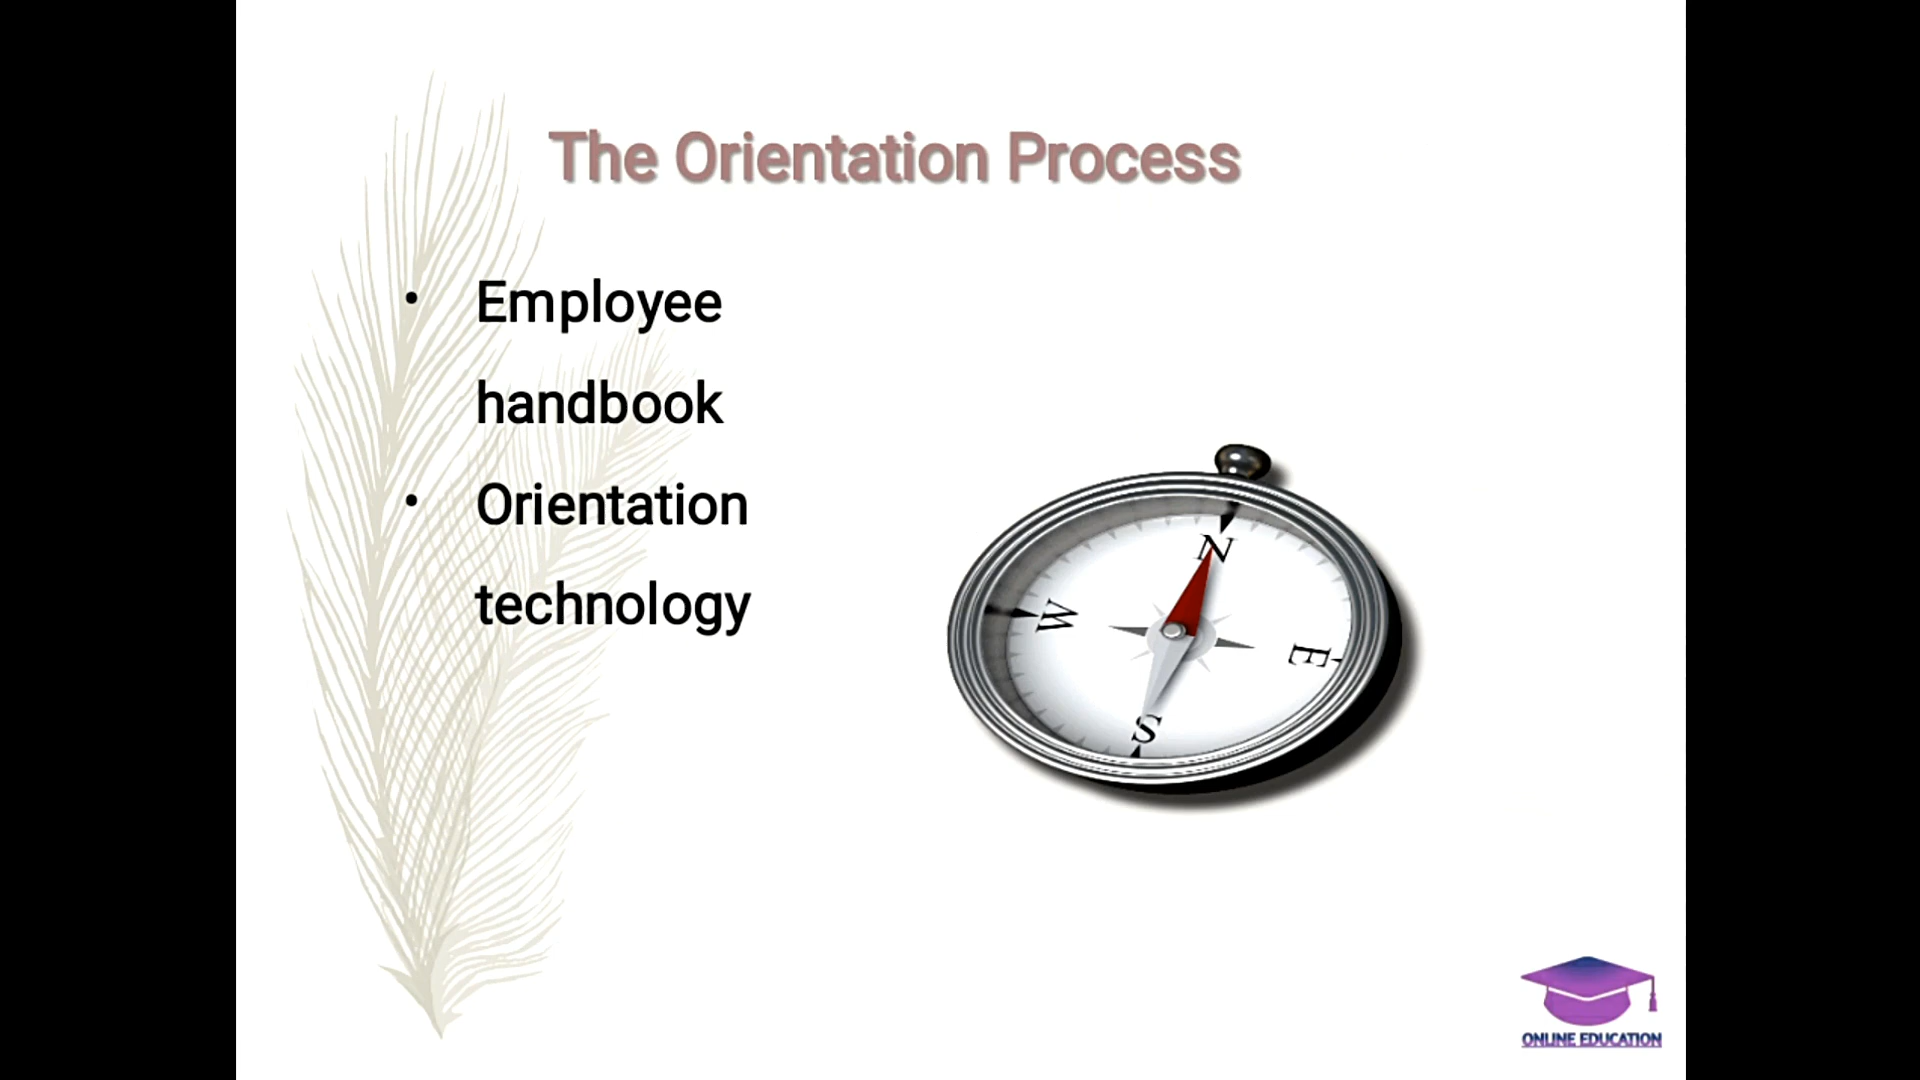 The Orientation Process
• Employee
handbook
• Orientation
technology
N
W
E
S
ONLINE EDUCATION